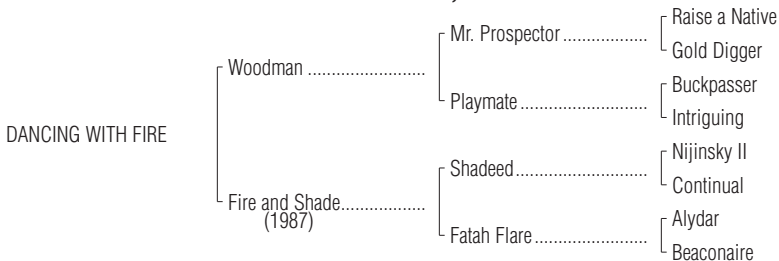 Raise a Native
Mr. Prospector ....................
Gold Digger
Woodman ............................
Buckpasser
Playmate ..............................
Intriguing
DANCING WITH FIRE
Nijinsky II
Shadeed ...............................
Continual
Fire and Shade....................
(1987)
Alydar
Fatah Flare ...........................
Beaconaire